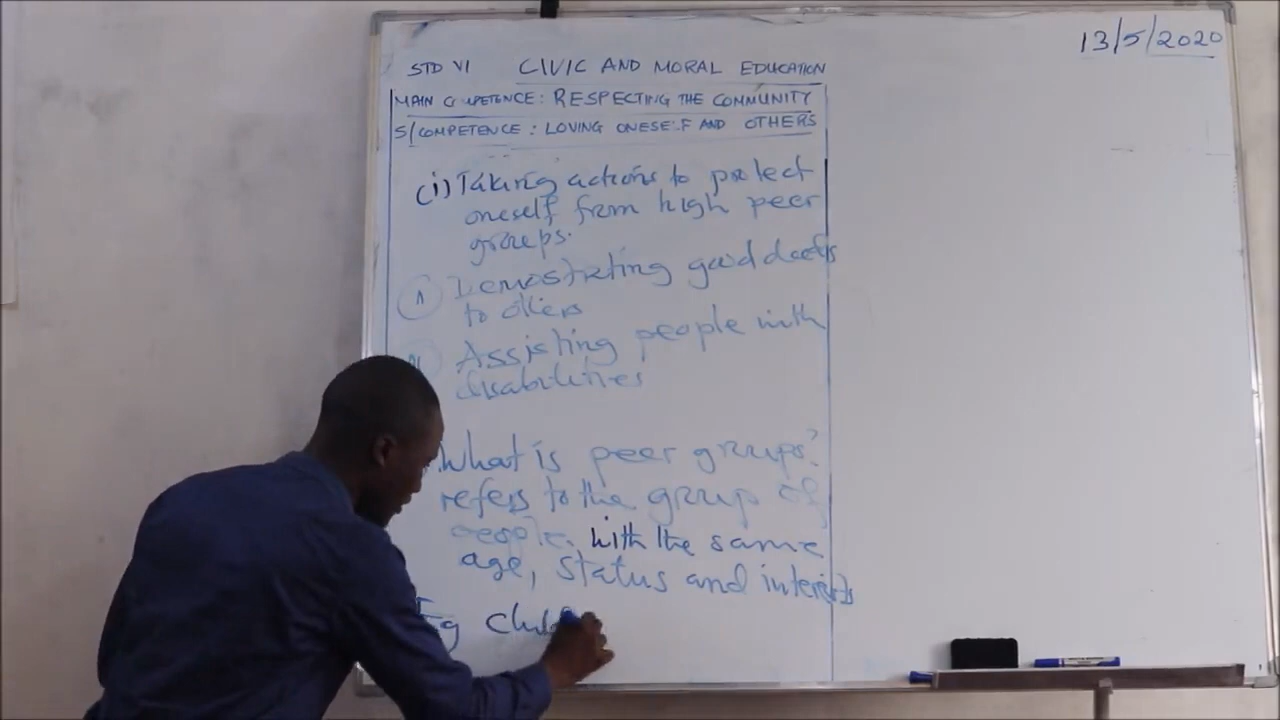 13/5/2020
STD VI CIVIC AND MORAL EDUCATION
MAIN COMPETENCE: RESPECTING THE COMMUNITY
S/COMPETENCE: LOVING ONESELF AND OTHERS
(i) Taking actions to protect
oneself from high peer
groups.
Demostrating good deeds
to others
Assisting people with
disabilities
What is peer groups?
refers to the group of
people. with the same
age, status and interests
Eg